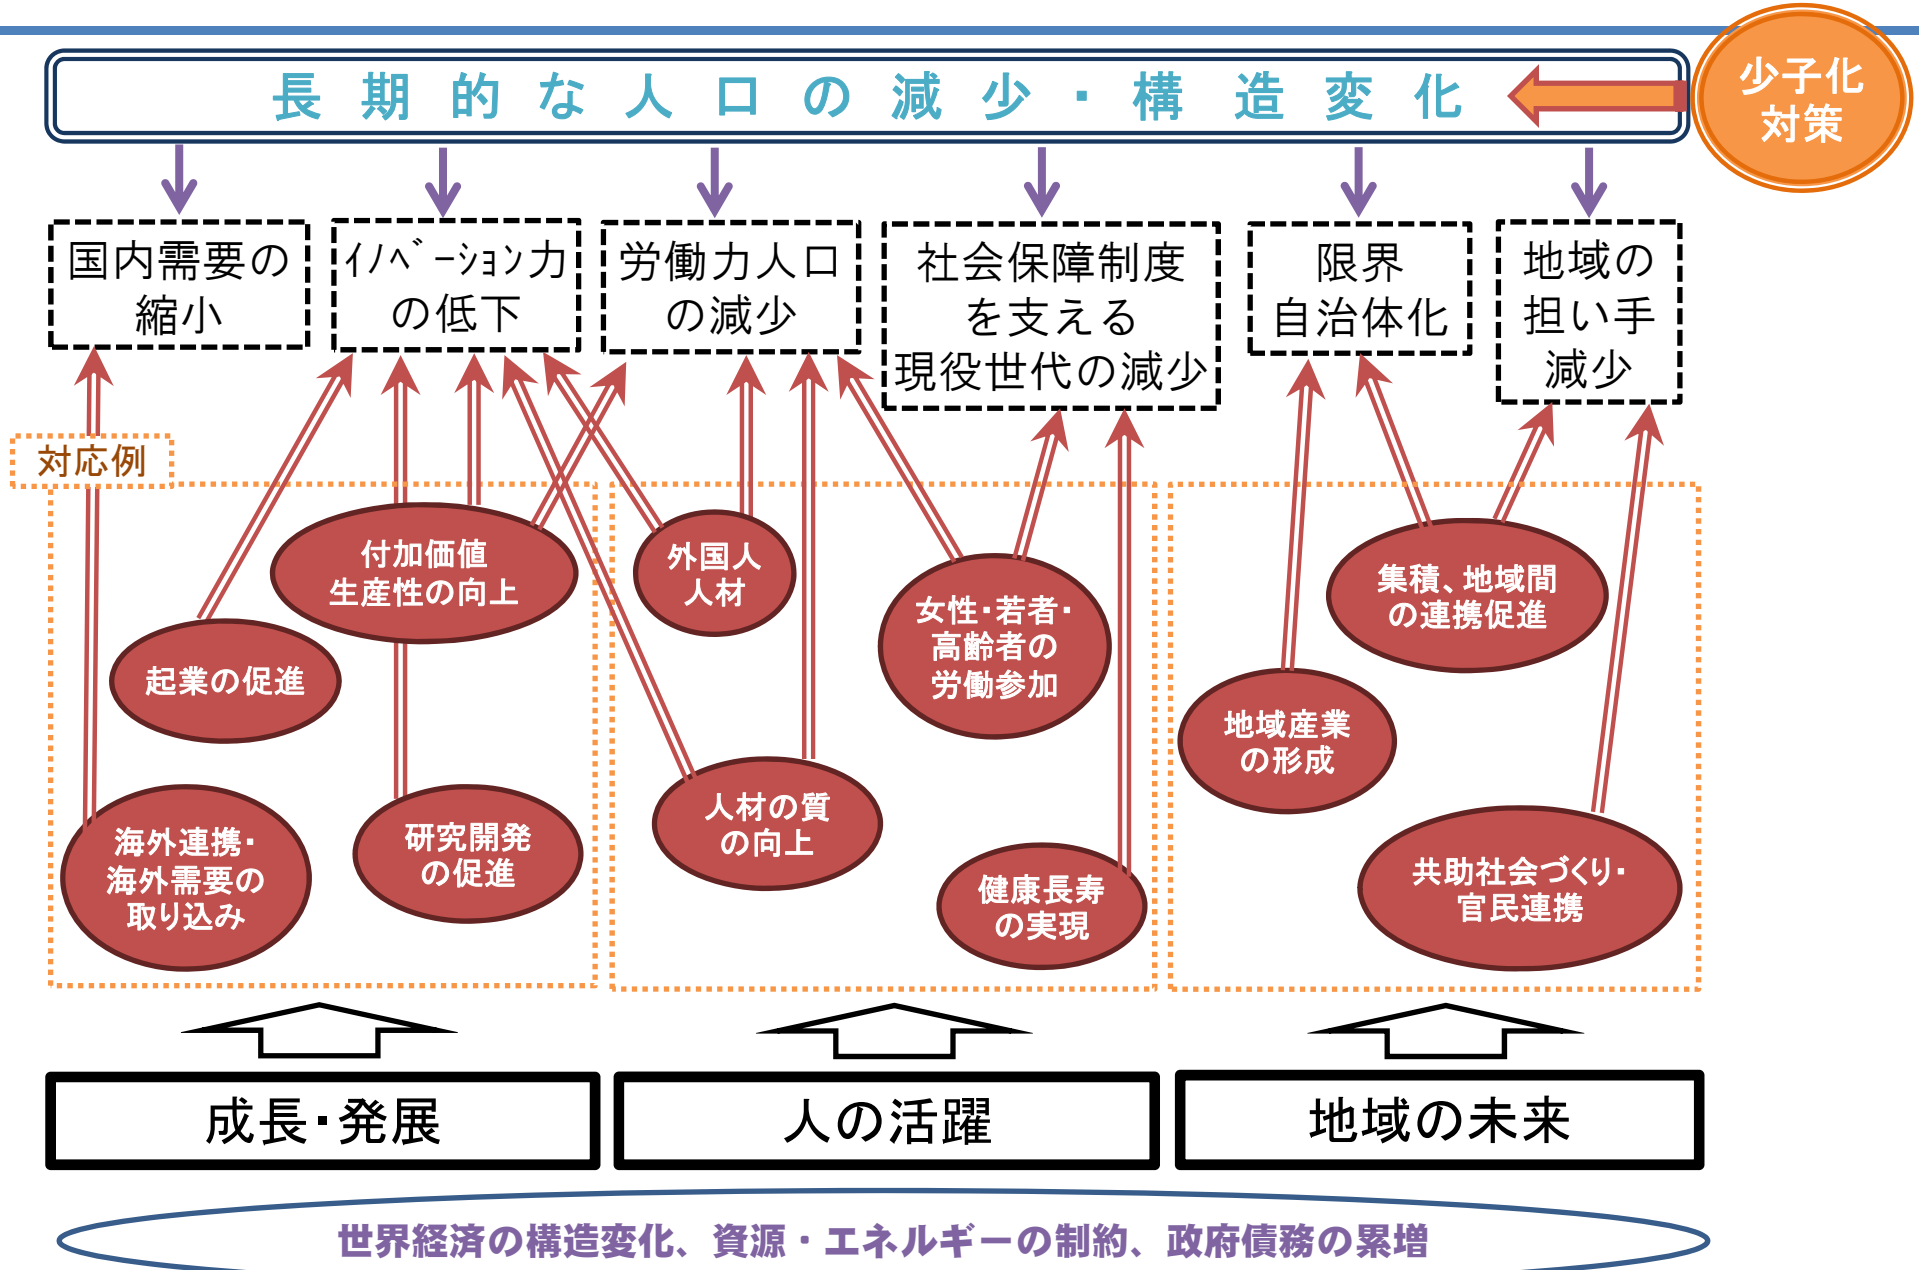 長期的な人口の減少・構造変化
少子化
対策
国内需要の
縮小
ｲﾉﾍﾞｰｼｮﾝ力
の低下
労働力人口
の減少
社会保障制度
を支える
現役世代の減少
限界
自治体化
地域の
担い手
減少
対応例
付加価値
生産性の向上
起業の促進
海外連携・
海外需要の
取り込み
研究開発
の促進
外国人
人材
女性・若者・
高齢者の
労働参加
人材の質
の向上
健康長寿
の実現
集積、地域間
の連携促進
地域産業
の形成
共助社会づくり・
官民連携
成長・発展
人の活躍
地域の未来
世界経済の構造変化、資源・エネルギーの制約、政府債務の累増